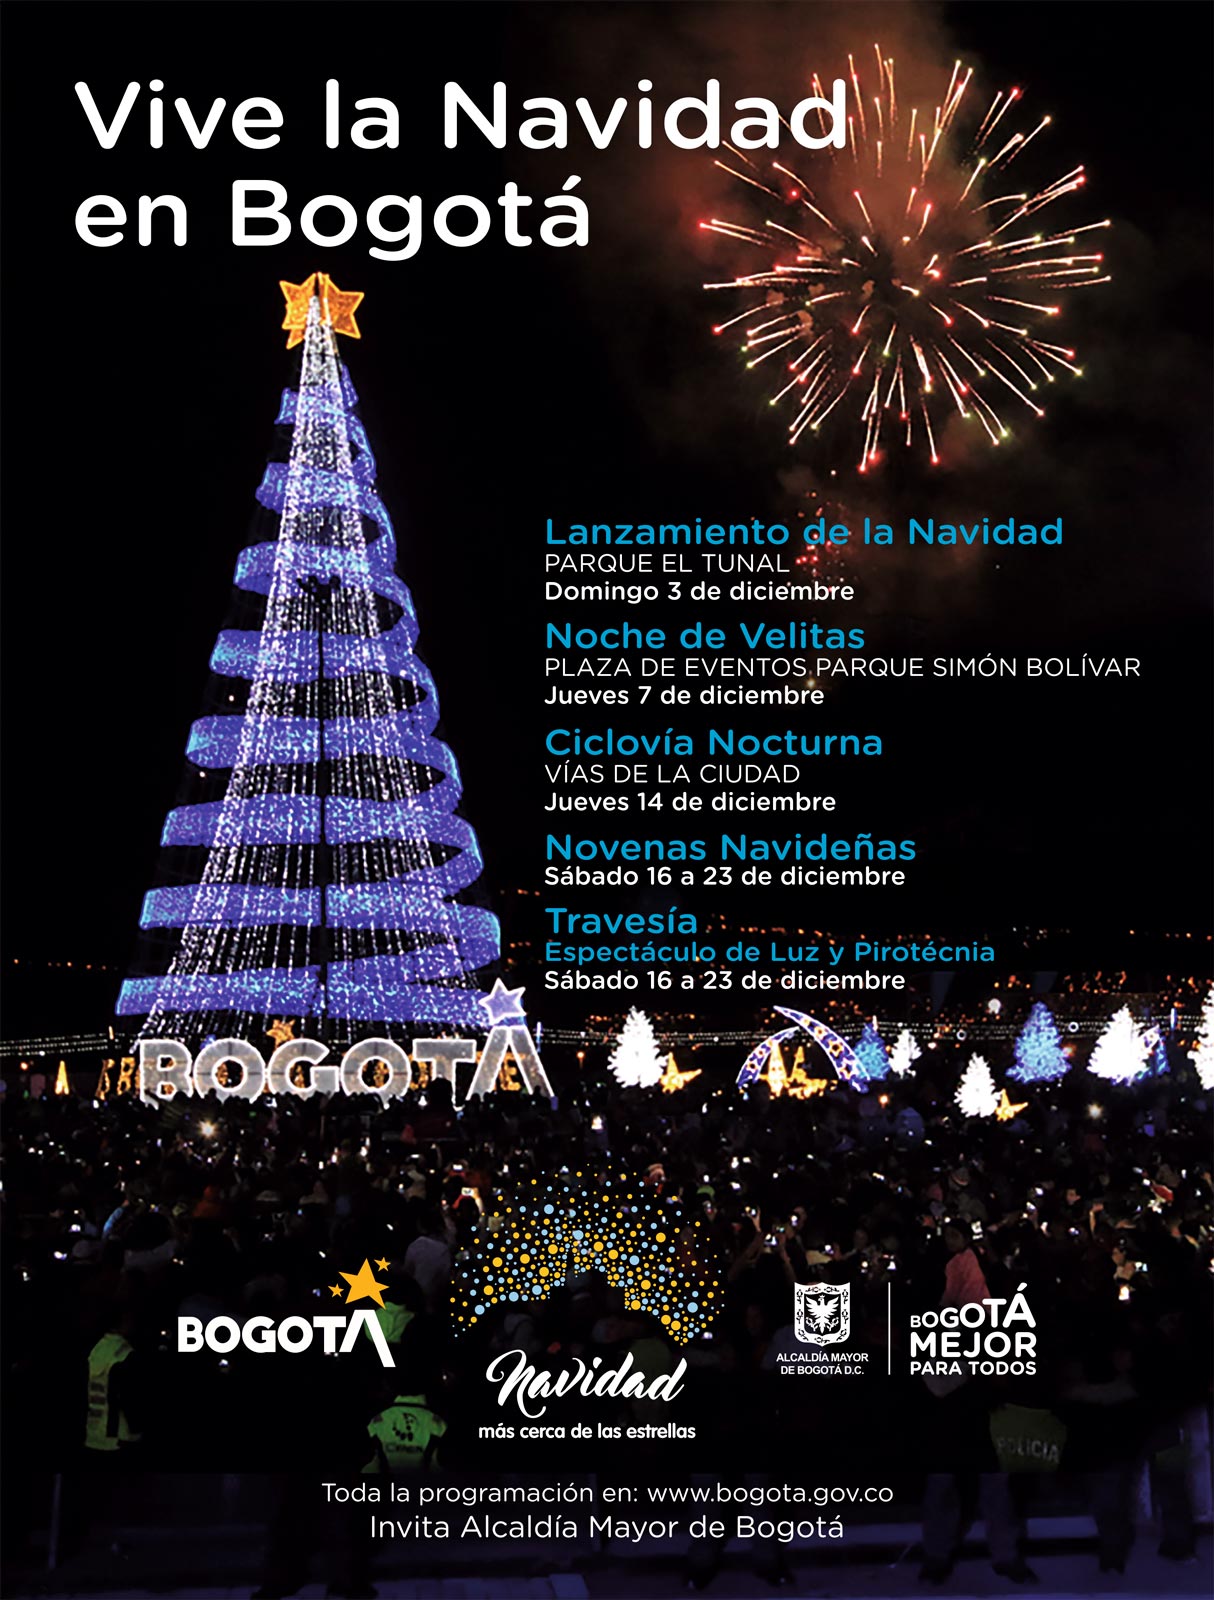 Vive la Navidad
en Bogotá
Lanzamiento de la Navidad
PARQUE EL TUNAL
Domingo 3 de diciembre
Noche de Velitas
PLAZA DE EVENTOS PARQUE SIMÓN BOLÍVAR
Jueves 7 de diciembre
Ciclovía Nocturna
VÍAS DE LA CIUDAD
Jueves 14 de diciembre
Novenas Navideñas
Sábado 16 a 23 de diciembre
Travesía
Espectáculo de Luz y Pirotécnia
Sábado 16 a 23 de diciembre
BOGOTÁ
BOGOTÁ
Navidad
más cerca de las estrellas
ALCALDÍA MAYOR
DE BOGOTÁ D.C.
BOGOTÁ
MEJOR
PARA TODOS
POLICIA
Toda la programación en: www.bogota.gov.co
Invita Alcaldía Mayor de Bogotá